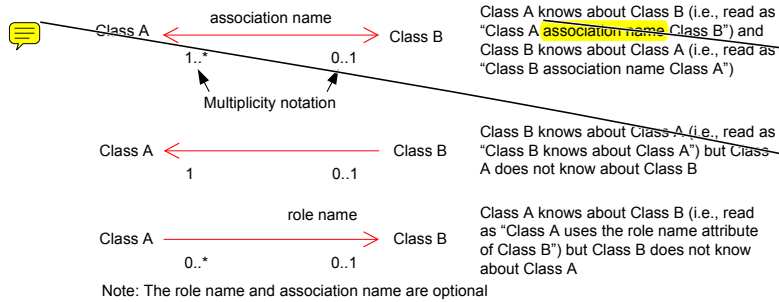 association name
Class A
Class B
1..*
0..1
Multiplicity notation
Class A knows about Class B (i.e., read as
“Class A association name Class B”) and
Class B knows about Class A (i.e., read as
“Class B association name Class A”)
Class A
Class B
1
0..1
Class B knows about Class A (i.e., read as
“Class B knows about Class A”) but Class
A does not know about Class B
role name
Class A
Class B
0..*
0..1
Class A knows about Class B (i.e., read
as “Class A uses the role name attribute
of Class B”) but Class B does not know
about Class A
Note: The role name and association name are optional